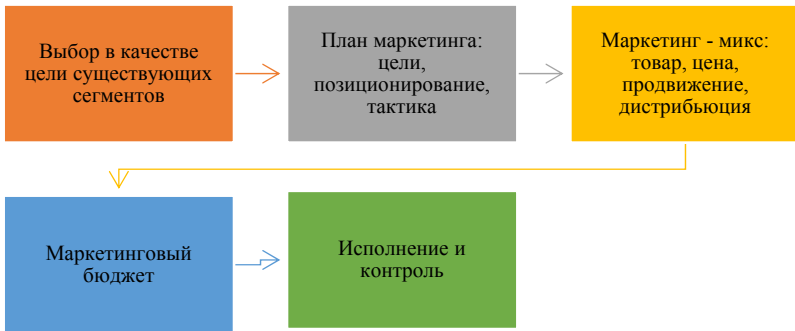 Выбор в качестве
цели существующих
сегментов
План маркетинга:
цели,
позиционирование,
тактика
Маркетинг - микс:
товар, цена,
продвижение,
дистрибьюция
Маркетинговый
бюджет
Исполнение и
контроль